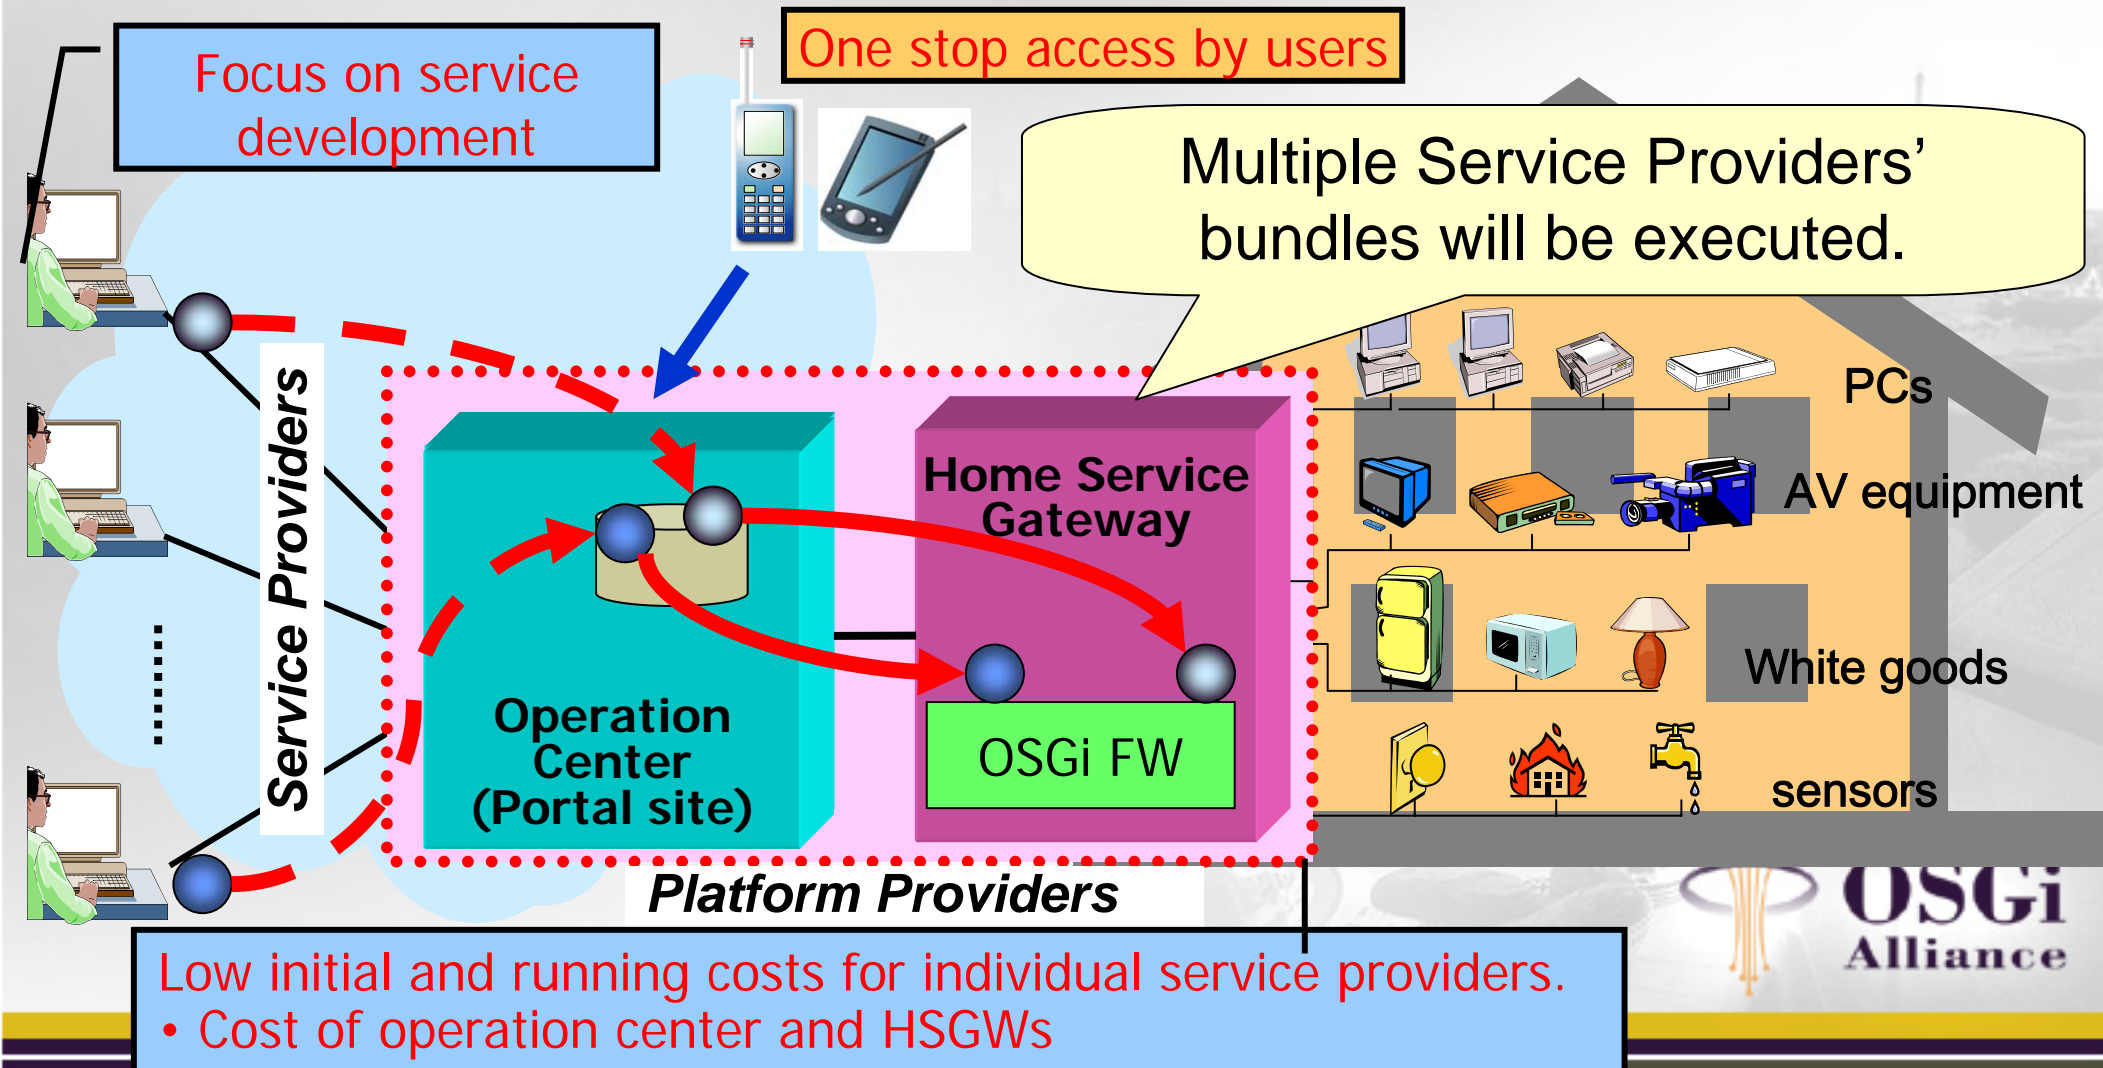 Focus on service
development
One stop access by users
Multiple Service Providers’
bundles will be executed.
Service Providers
........
Home Service
Gateway
Operation
Center
(Portal site)
OSGi FW
PCs
AV equipment
White goods
sensors
Platform Providers
OSGi
Alliance
Low initial and running costs for individual service providers.
• Cost of operation center and HSGWs